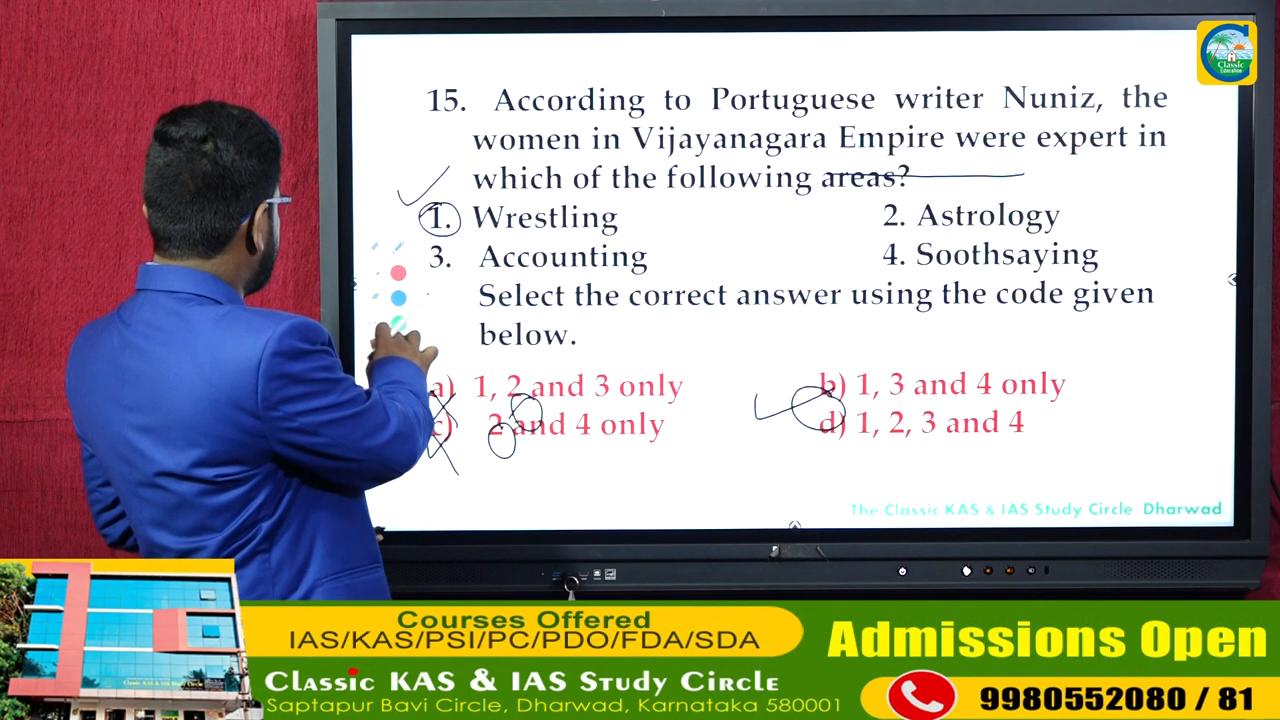 Classic
Education
15. According to Portuguese writer Nuniz, the
women in Vijayanagara Empire were expert in
which of the following areas?
1. Wrestling 2. Astrology
3. Accounting 4. Soothsaying
Select the correct answer using the code given
below.
a) 1, 2 and 3 only b) 1, 3 and 4 only
c) 2 and 4 only d) 1, 2, 3 and 4
The Classic KAS & IAS Study Circle Dharwad
Courses Offered
IAS/KAS/PSI/PC/PDO/FDA/SDA
Classic KAS & IAS Study Circle
Saptapur Bavi Circle, Dharwad, Karnataka 580001
Admissions Open
9980552080 / 81